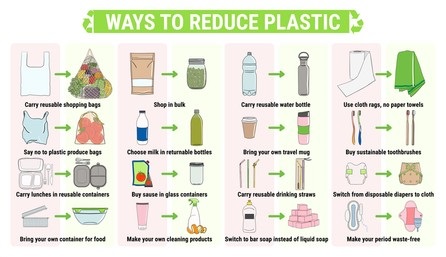 WAYS TO REDUCE PLASTIC
Carry reusable shopping bags
Shop in bulk
Carry reusable water bottle
Use cloth rags, no paper towels
Say no to plastic produce bags
Choose milk in returnable bottles
Bring your own travel mug
Buy sustainable toothbrushes
Carry lunches in reusable containers
Buy sauce in glass containers
Carry reusable drinking straws
Switch from disposable diapers to cloth
Bring your own container for food
Make your own cleaning products
Switch to bar soap instead of liquid soap
Make your period waste-free